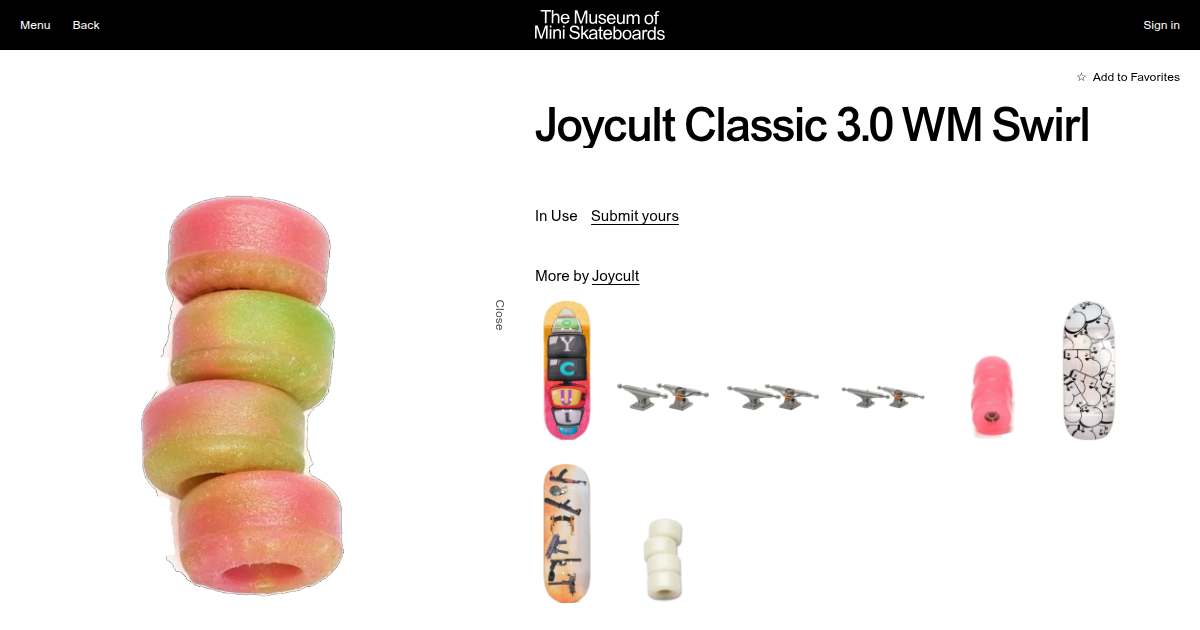 Menu
Back
The Museum of
Mini Skateboards
Sign in
☆ Add to Favorites
Joycult Classic 3.0 WM Swirl
In Use
Submit yours
More by Joycult
Close
Y
C
U
L
Joycult